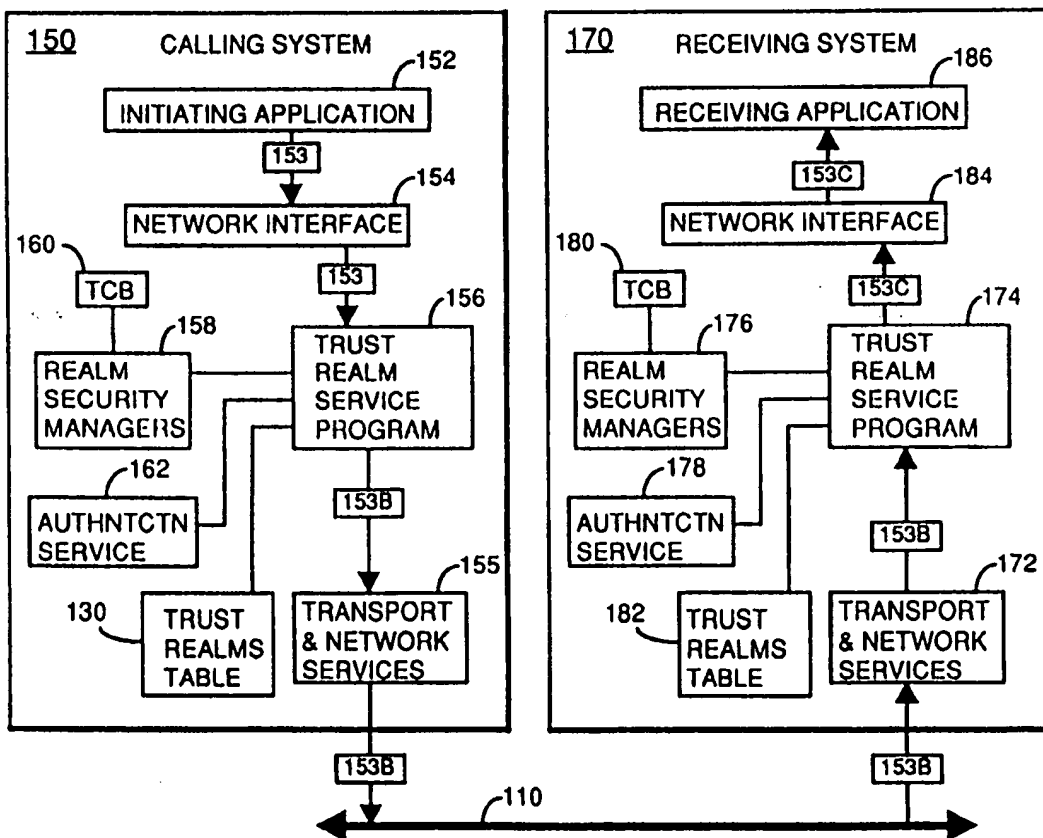 150 CALLING SYSTEM
152
INITIATING APPLICATION
153
154
NETWORK INTERFACE
160
TCB
153
156
158
REALM
SECURITY
MANAGERS
TRUST
REALM
SERVICE
PROGRAM
162
AUTHNTCTN
SERVICE
153B
155
130
TRUST
REALMS
TABLE
TRANSPORT
& NETWORK
SERVICES
153B
110
170 RECEIVING SYSTEM
186
RECEIVING APPLICATION
153C
184
NETWORK INTERFACE
180
TCB
153C
174
176
REALM
SECURITY
MANAGERS
TRUST
REALM
SERVICE
PROGRAM
178
AUTHNTCTN
SERVICE
153B
172
182
TRUST
REALMS
TABLE
TRANSPORT
& NETWORK
SERVICES
153B